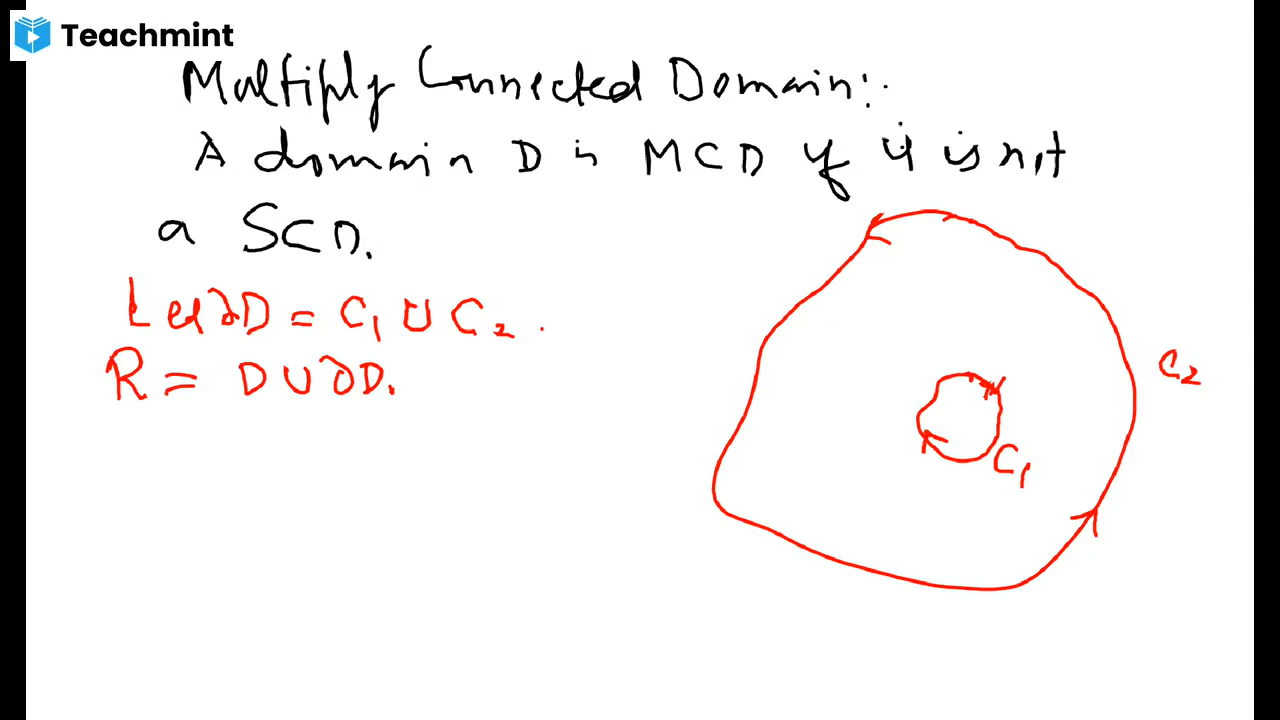 Teachmint
Multiply Connected Domain:.
A domain D is MCD if it is not
a SCD.
Let ∂D = C₁ ∪ C₂.
R = D ∪ ∂D.
C₂
C₁